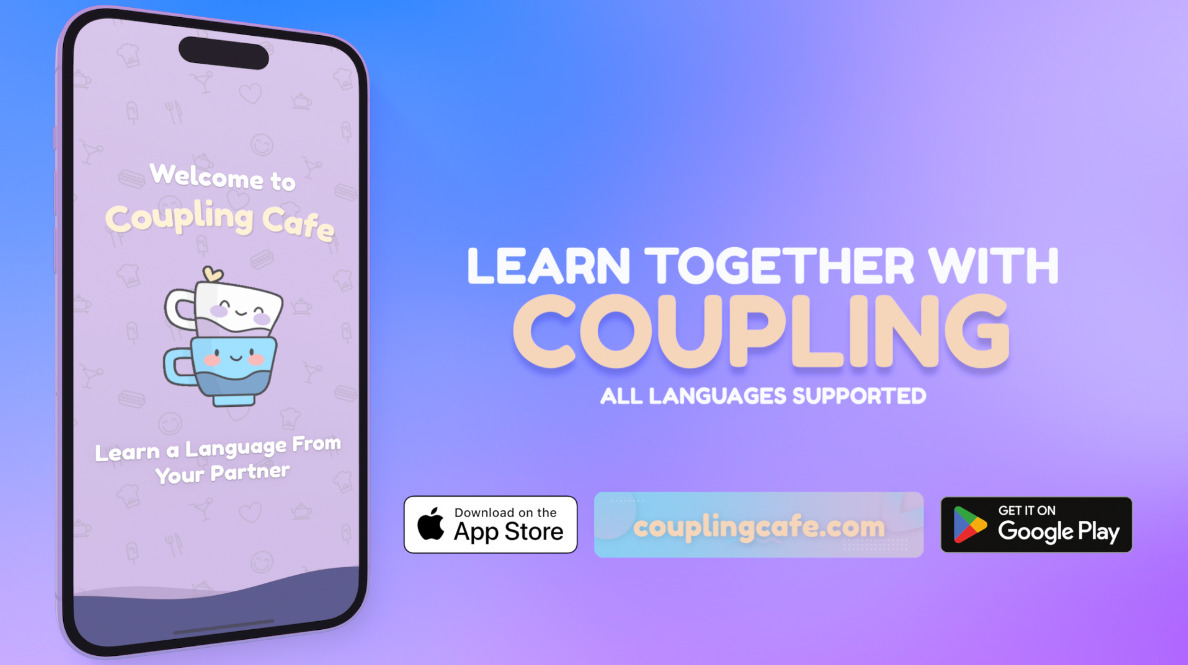 Welcome to
Coupling Cafe
Learn a Language From
Your Partner
LEARN TOGETHER WITH
COUPLING
ALL LANGUAGES SUPPORTED
Download on the
App Store
couplingcafe.com
GET IT ON
Google Play